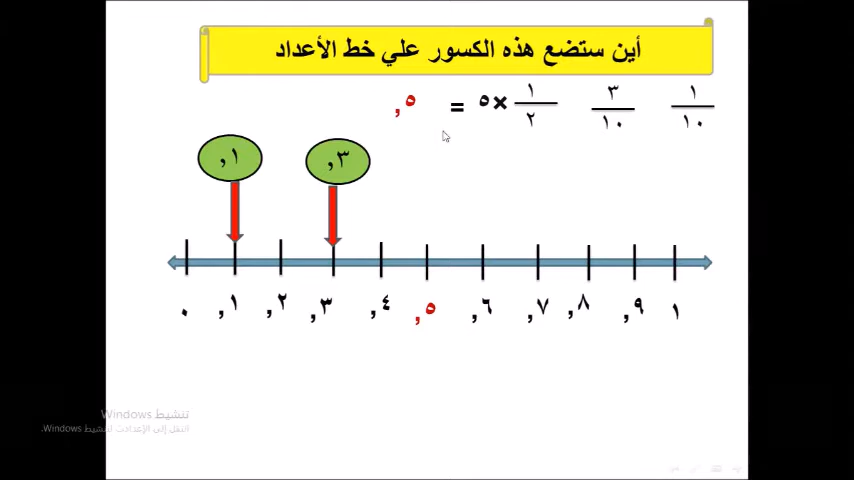 أين ستضع هذه الكسور علي خط الأعداد
١/١٠ ٣/١٠ ١/٢ ×٥ = ,٥
,١ ,٣
٠ ,١ ,٢ ,٣ ,٤ ,٥ ,٦ ,٧ ,٨ ,٩ ١
تنشيط Windows
انتقل إلى الإعدادات لتنشيط Windows.